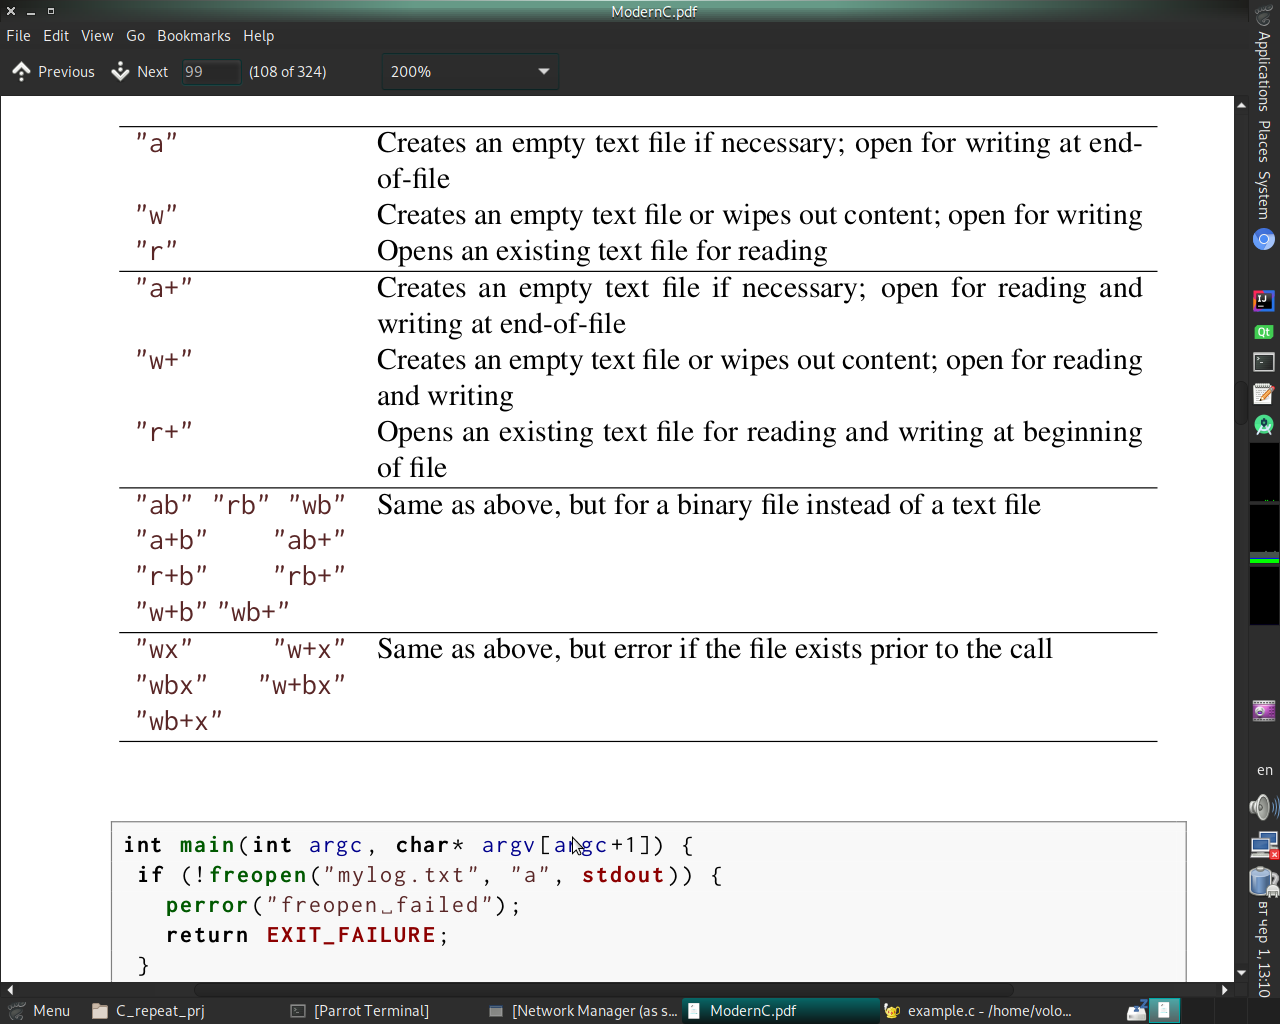 ModernC.pdf
File Edit View Go Bookmarks Help
Previous Next 99 (108 of 324) 200%
"a" Creates an empty text file if necessary; open for writing at end-
of-file
"w" Creates an empty text file or wipes out content; open for writing
"r" Opens an existing text file for reading
"a+" Creates an empty text file if necessary; open for reading and
writing at end-of-file
"w+" Creates an empty text file or wipes out content; open for reading
and writing
"r+" Opens an existing text file for reading and writing at beginning
of file
"ab" "rb" "wb" Same as above, but for a binary file instead of a text file
"a+b" "ab+"
"r+b" "rb+"
"w+b" "wb+"
"wx" "w+x" Same as above, but error if the file exists prior to the call
"wbx" "w+bx"
"wb+x"
int main(int argc, char* argv[argc+1]) {
if (!freopen("mylog.txt", "a", stdout)) {
perror("freopen␣failed");
return EXIT_FAILURE;
}
Applications Places System
IJ
Qt
en
вт чер 1, 13:10
Menu C_repeat_prj [Parrot Terminal] [Network Manager (as s... ModernC.pdf example.c - /home/volo...